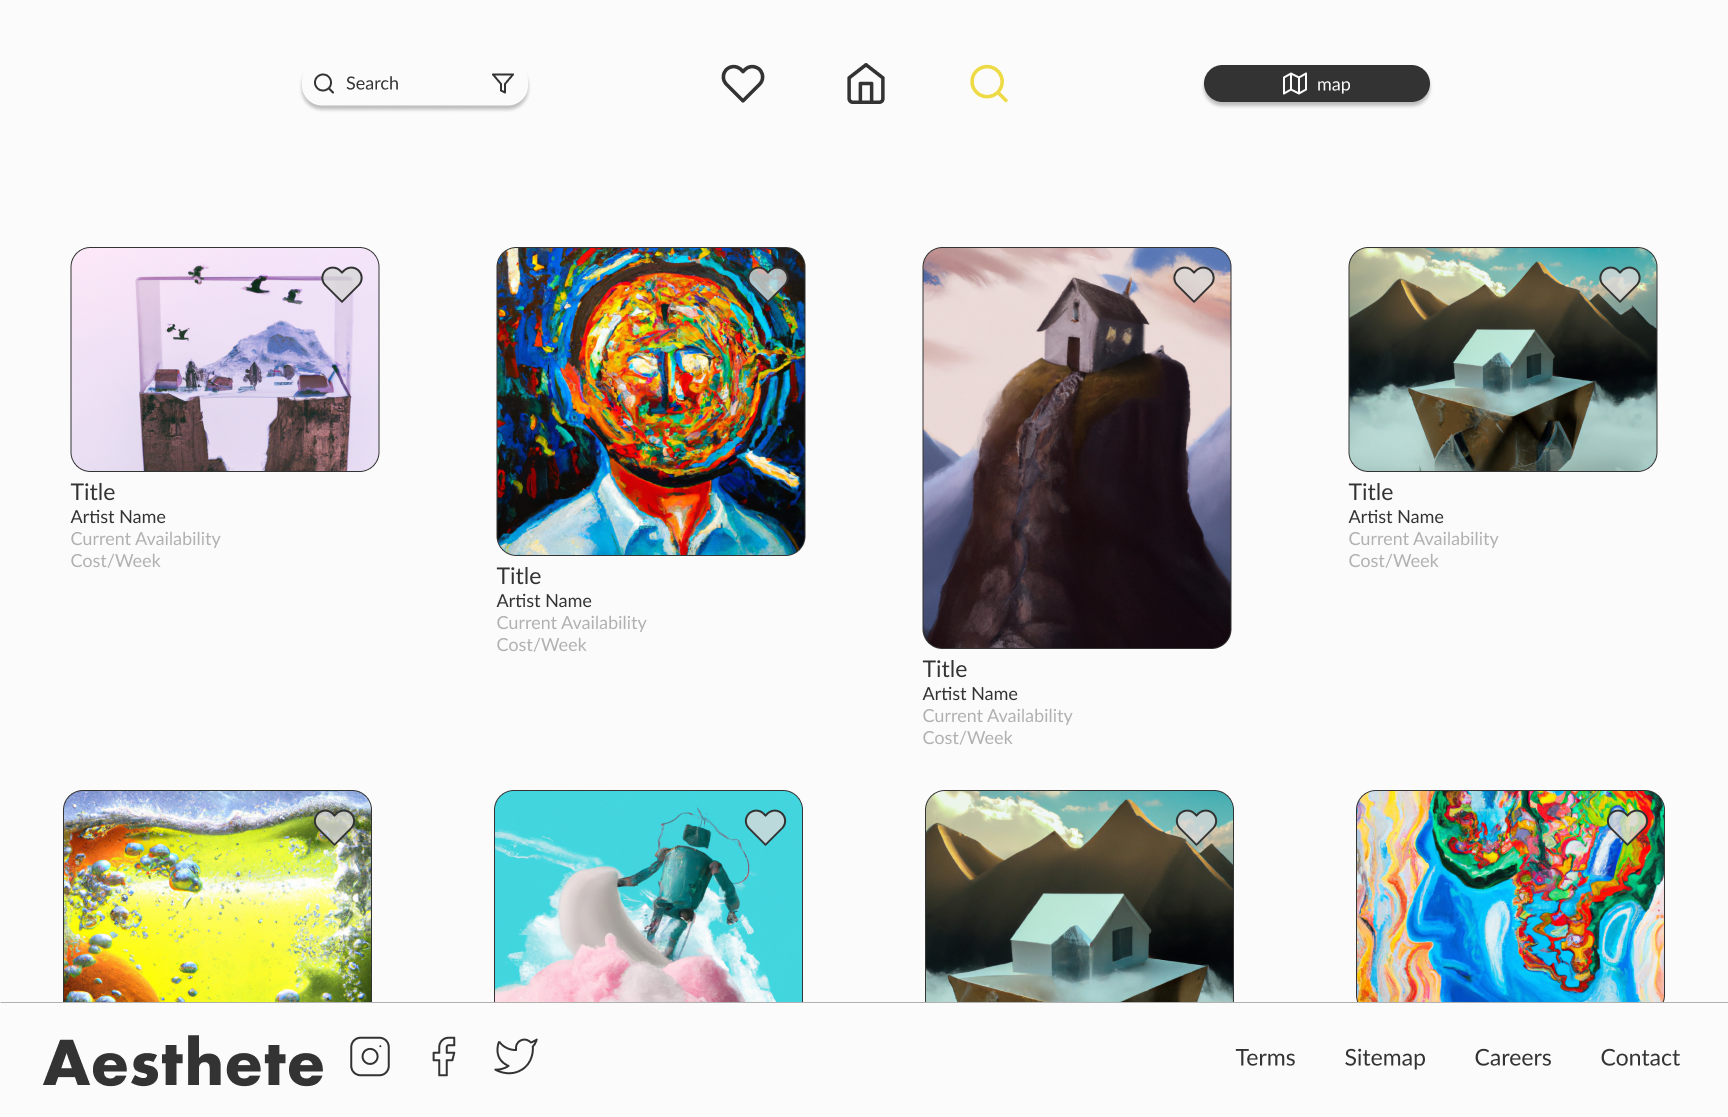 Search
map
Title
Artist Name
Current Availability
Cost/Week
Title
Artist Name
Current Availability
Cost/Week
Title
Artist Name
Current Availability
Cost/Week
Title
Artist Name
Current Availability
Cost/Week
Aesthete
Terms
Sitemap
Careers
Contact